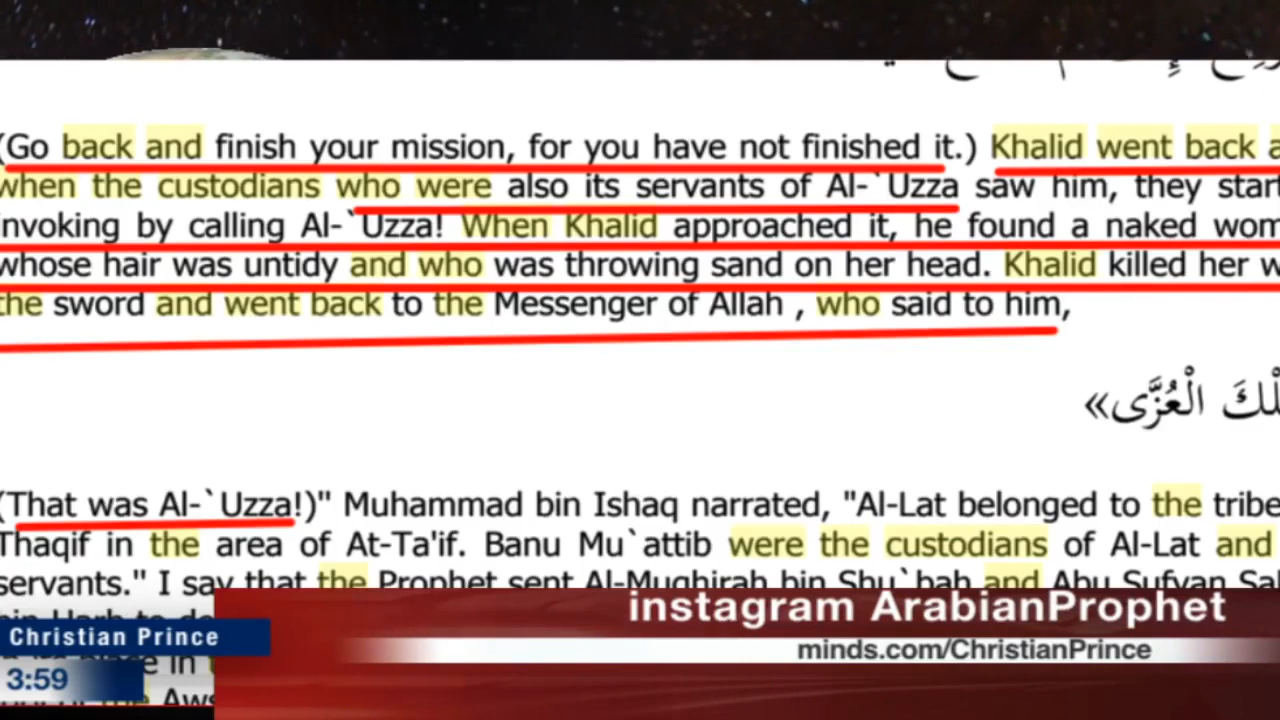 (Go back and finish your mission, for you have not finished it.) Khalid went back
when the custodians who were also its servants of Al-`Uzza saw him, they
invoking by calling Al-`Uzza! When Khalid approached it, he found a naked
whose hair was untidy and who was throwing sand on her head. Khalid killed her
the sword and went back to the Messenger of Allah , who said to him,
الْعُزَّى»
(That was Al-`Uzza!)" Muhammad bin Ishaq narrated, "Al-Lat belonged to the
Thaqif in the area of At-Ta'if. Banu Mu`attib were the custodians of Al-Lat and
servants." I say that the Prophet sent Al-Mughirah bin Shu`bah and Abu Sufyan
instagram ArabianProphet
Christian Prince
minds.com/ChristianPrince
in
3:59